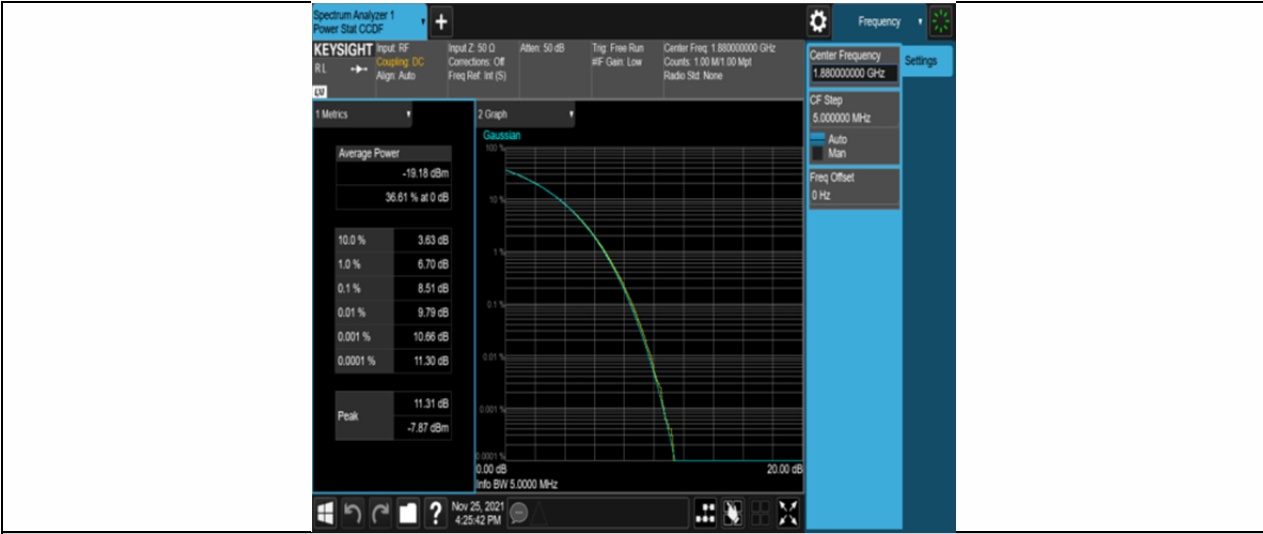 Spectrum Analyzer 1
Power Stat CCDF
Frequency
KEYSIGHT
RL
Input: RF
Coupling: DC
Align: Auto
Input Z: 50 Ω
Corrections: Off
Freq Ref: Int (S)
Atten: 50 dB
Trig: Free Run
#IF Gain: Low
Center Freq: 1.880000000 GHz
Counts: 1.00 M/1.00 Mpt
Radio Std: None
Center Frequency
1.880000000 GHz
Settings
CF Step
5.000000 MHz
Auto
Man
Freq Offset
0 Hz
1 Metrics
Average Power
-19.18 dBm
36.61 % at 0 dB
10.0 % 3.63 dB
1.0 % 6.70 dB
0.1 % 8.51 dB
0.01 % 9.79 dB
0.001 % 10.66 dB
0.0001 % 11.30 dB
Peak
11.31 dB
-7.87 dBm
2 Graph
Gaussian
100 %
10 %
1 %
0.1 %
0.01 %
0.001 %
0.0001 %
0.00 dB 20.00 dB
Info BW 5.0000 MHz
?
Nov 25, 2021
4:25:42 PM